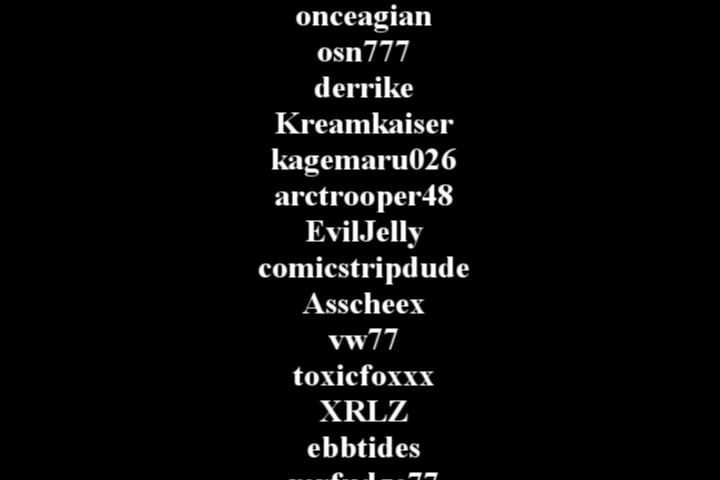 onceagian
osn777
derrike
Kreamkaiser
kagemaru026
arctrooper48
EvilJelly
comicstripdude
Asscheex
vw77
toxicfoxxx
XRLZ
ebbtides